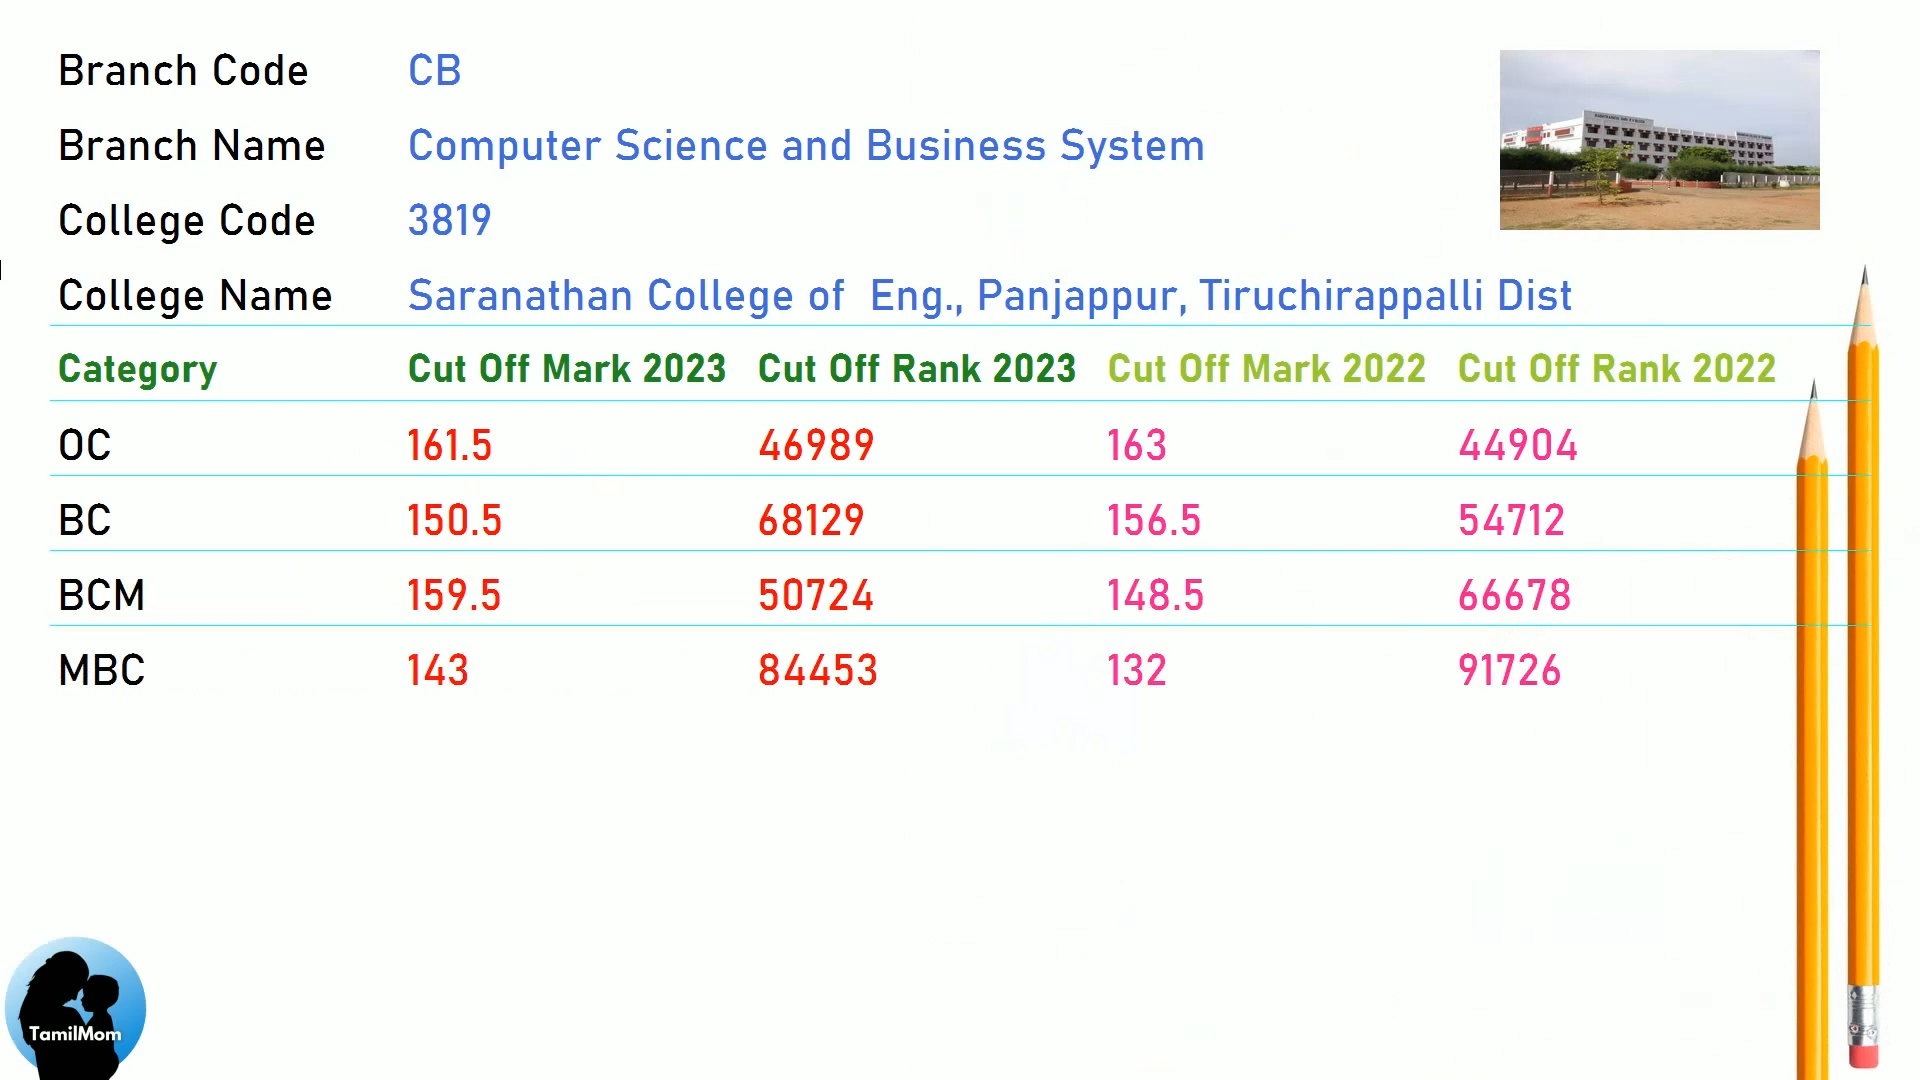 Branch Code CB
Branch Name Computer Science and Business System
College Code 3819
College Name Saranathan College of  Eng., Panjappur, Tiruchirappalli Dist
Category Cut Off Mark 2023 Cut Off Rank 2023 Cut Off Mark 2022 Cut Off Rank 2022
OC 161.5 46989 163 44904
BC 150.5 68129 156.5 54712
BCM 159.5 50724 148.5 66678
MBC 143 84453 132 91726
TamilMom